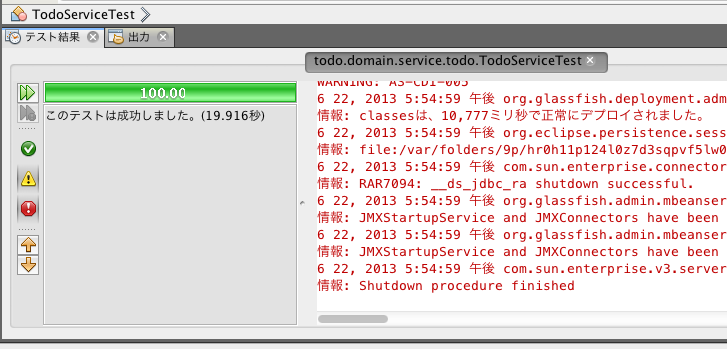 TodoServiceTest
テスト結果
出力
todo.domain.service.todo.TodoServiceTest
100.00
このテストは成功しました。(19.916秒)
WARNING: AS-CDI-005
6 22, 2013 5:54:59 午後 org.glassfish.deployment.adm
情報: classesは、10,777ミリ秒で正常にデプロイされました。
6 22, 2013 5:54:59 午後 org.eclipse.persistence.sess
情報: file:/var/folders/9p/hr0h11p124l0z7d3sqpvf5lw0
6 22, 2013 5:54:59 午後 com.sun.enterprise.connector
情報: RAR7094: __ds_jdbc_ra shutdown successful.
6 22, 2013 5:54:59 午後 org.glassfish.admin.mbeanser
情報: JMXStartupService and JMXConnectors have been
6 22, 2013 5:54:59 午後 org.glassfish.admin.mbeanser
情報: JMXStartupService and JMXConnectors have been
6 22, 2013 5:54:59 午後 com.sun.enterprise.v3.server
情報: Shutdown procedure finished